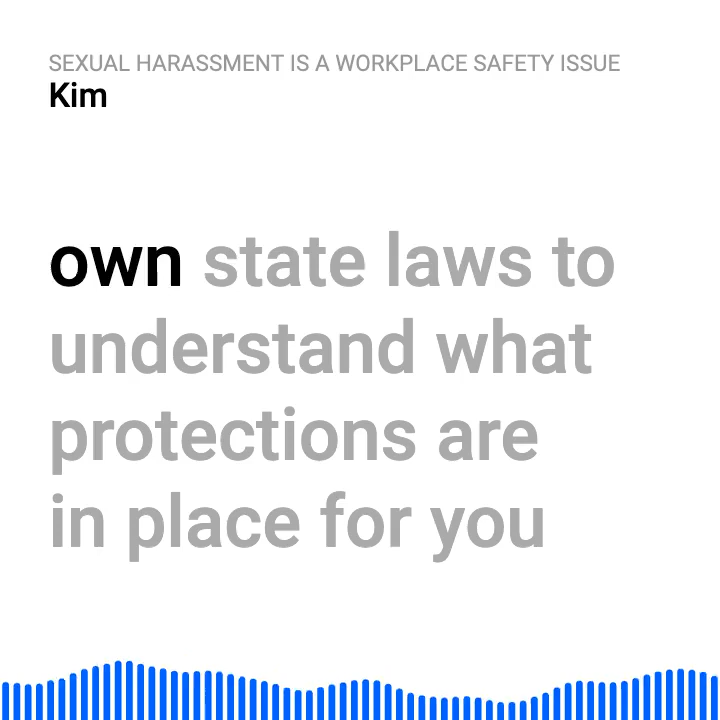 SEXUAL HARASSMENT IS A WORKPLACE SAFETY ISSUE
Kim
own state laws to
understand what
protections are
in place for you